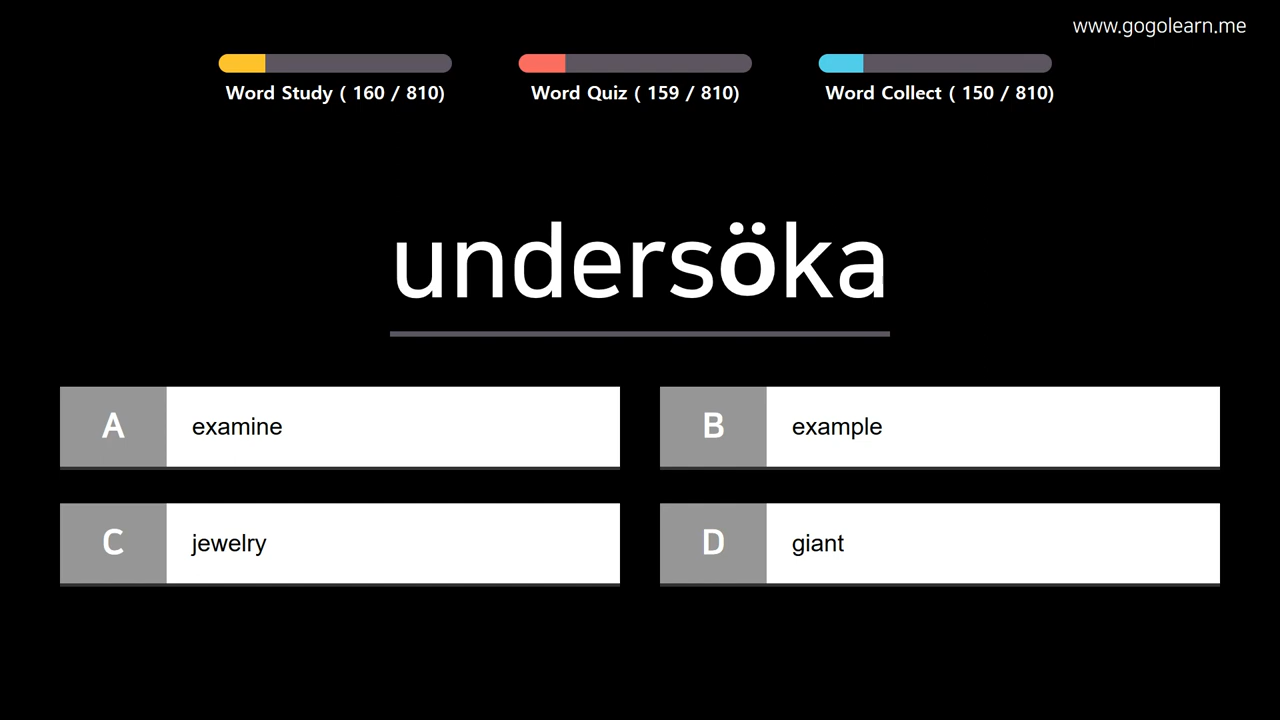 www.gogolearn.me
Word Study ( 160 / 810)
Word Quiz ( 159 / 810)
Word Collect ( 150 / 810)
undersöka
A examine
B example
C jewelry
D giant